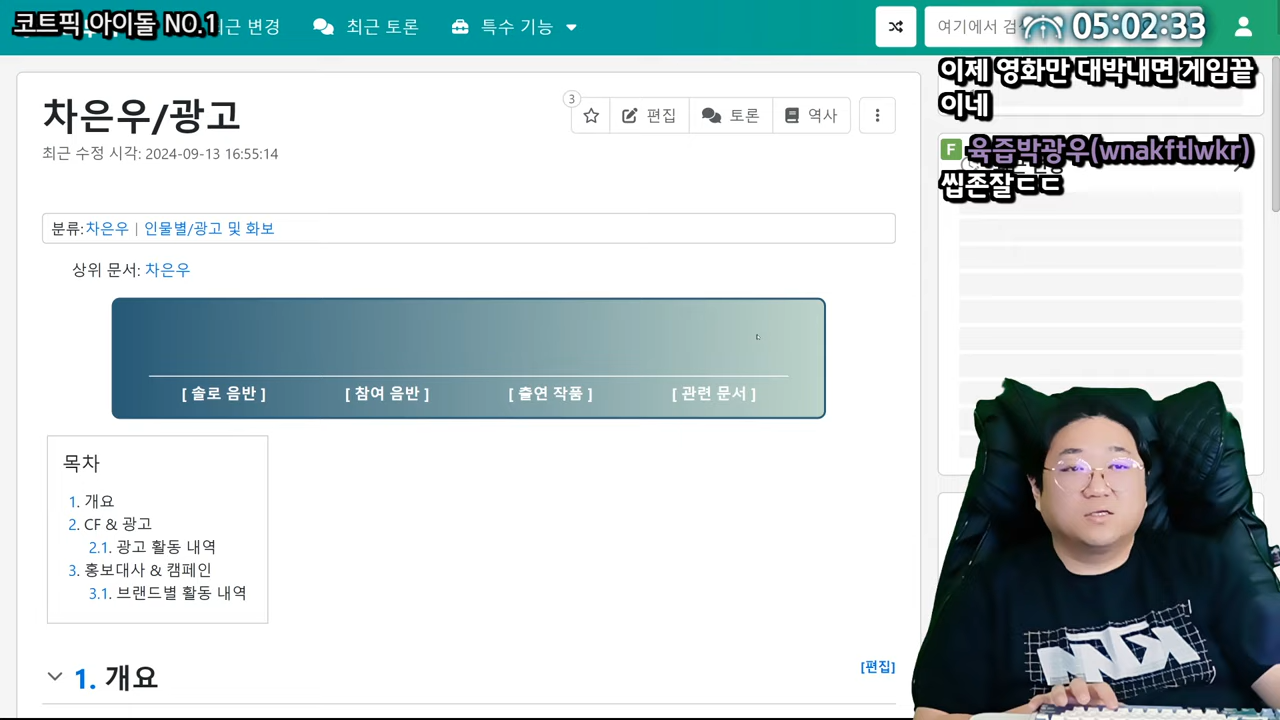 코트픽 아이돌 NO.1
최근 변경
최근 토론
특수 기능
여기에서 검
05:02:33
이제 영화만 대박내면 게임끝
이네
F 육즙박광우(wnakftlwkr)
씹존잘ㄷㄷ
차은우/광고
3
편집
토론
역사
최근 수정 시각: 2024-09-13 16:55:14
분류: 차은우 | 인물별/광고 및 화보
상위 문서: 차은우
[ 솔로 음반 ] [ 참여 음반 ] [ 출연 작품 ] [ 관련 문서 ]
목차
1. 개요
2. CF & 광고
2.1. 광고 활동 내역
3. 홍보대사 & 캠페인
3.1. 브랜드별 활동 내역
1. 개요
[편집]